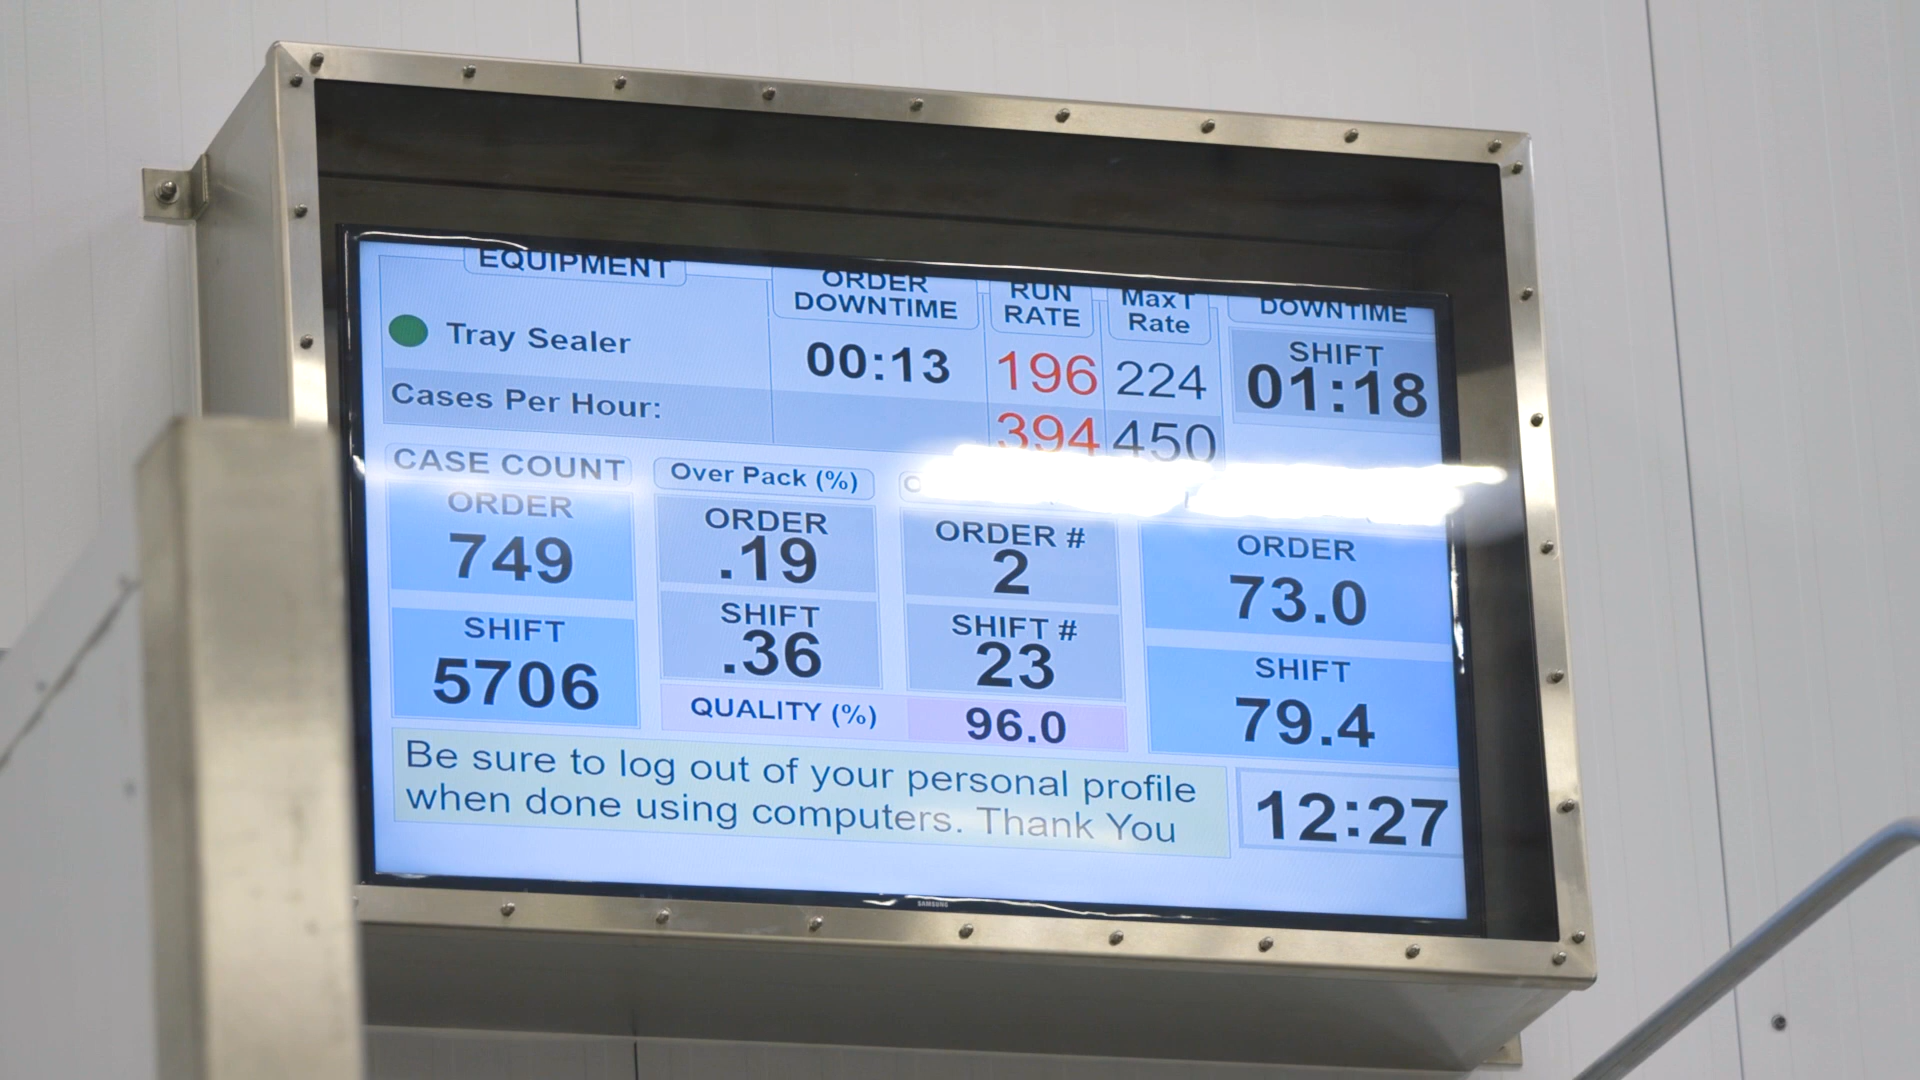 EQUIPMENT
ORDER
DOWNTIME
RUN
RATE
Max T
Rate
DOWNTIME
Tray Sealer
00:13
196
224
SHIFT
01:18
Cases Per Hour:
394
450
CASE COUNT
ORDER
749
SHIFT
5706
Over Pack (%)
ORDER
.19
SHIFT
.36
ORDER #
2
SHIFT #
23
QUALITY (%)
96.0
ORDER
73.0
SHIFT
79.4
Be sure to log out of your personal profile
when done using computers. Thank You
12:27
SAMSUNG